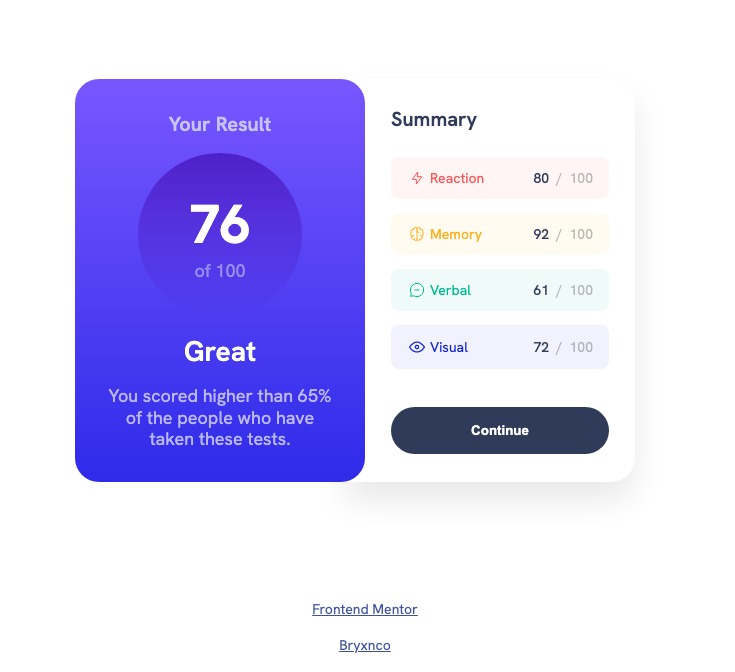 Your Result
76
of 100
Great
You scored higher than 65%
of the people who have
taken these tests.
Summary
Reaction 80 / 100
Memory 92 / 100
Verbal 61 / 100
Visual 72 / 100
Continue
Frontend Mentor
Bryxnco